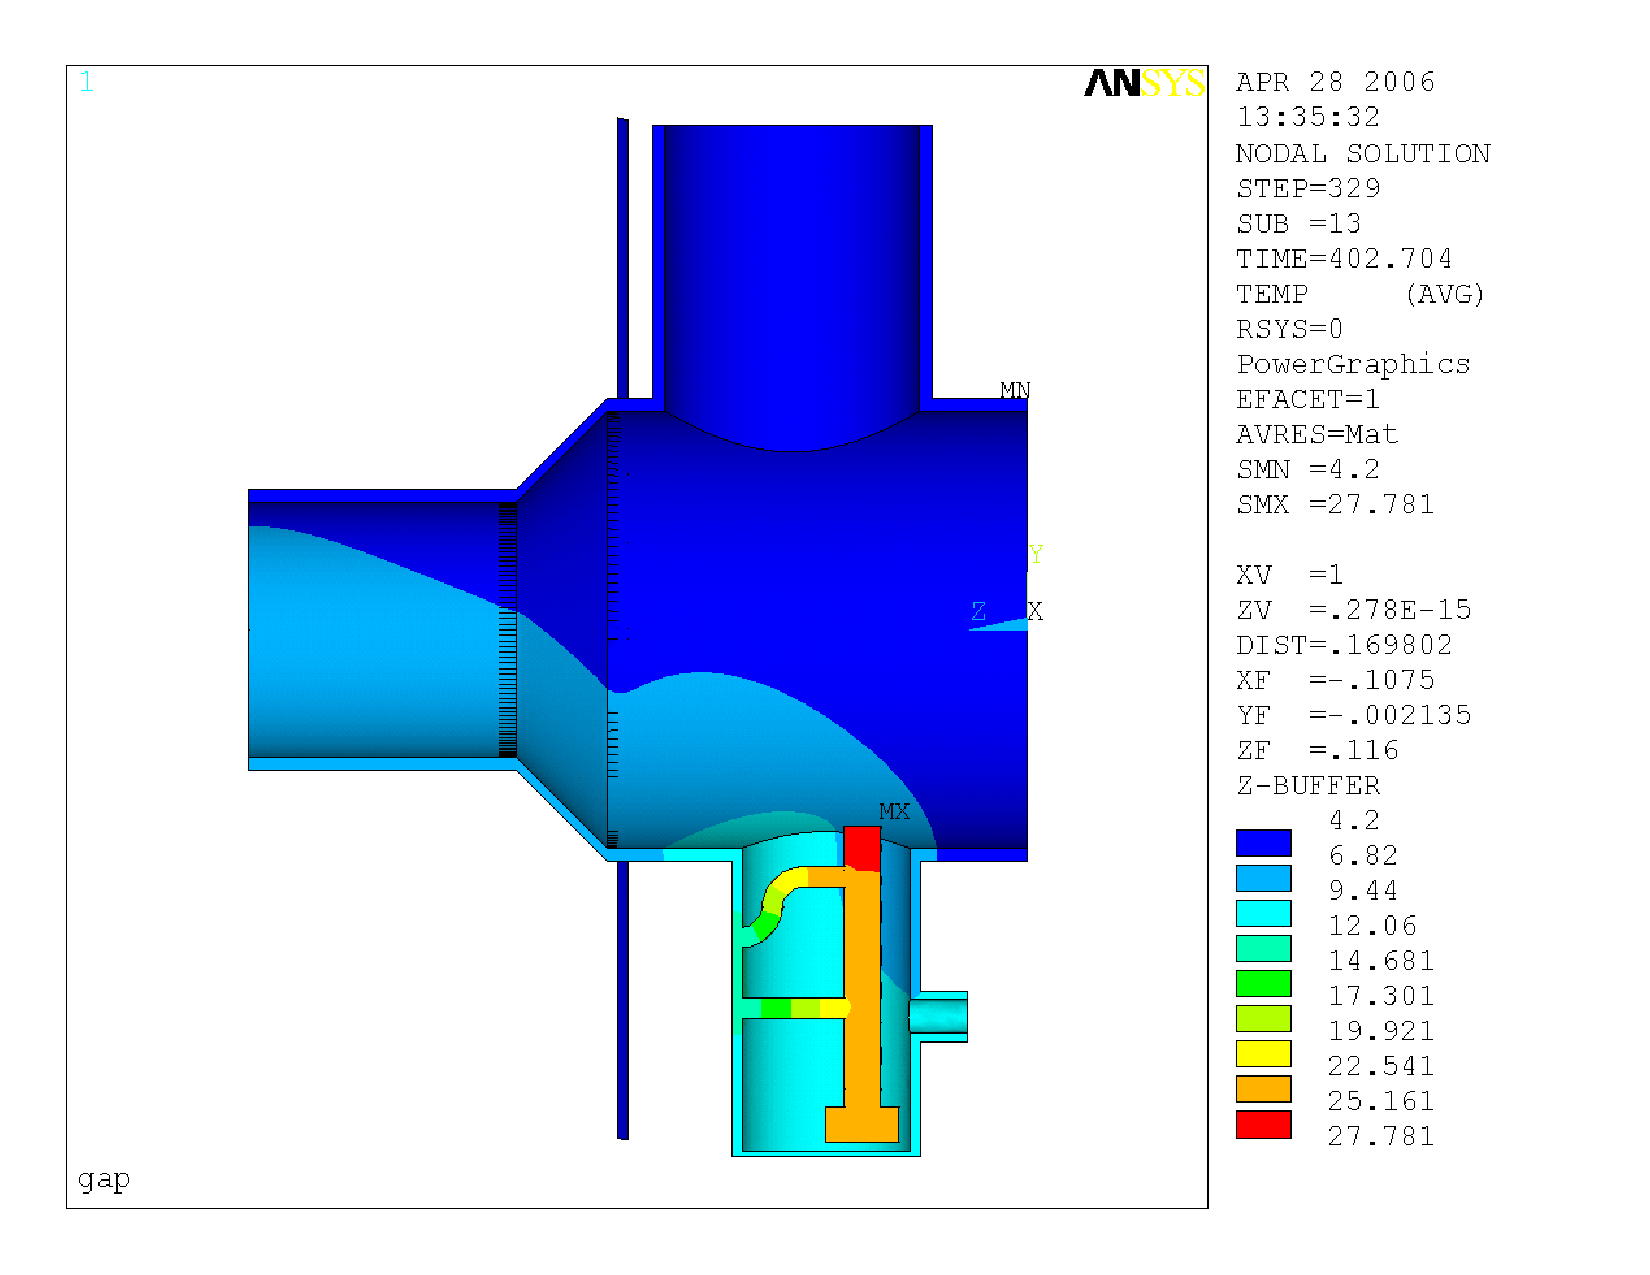 1
ANSYS
APR 28 2006
13:35:32
NODAL SOLUTION
STEP=329
SUB =13
TIME=402.704
TEMP (AVG)
RSYS=0
PowerGraphics
EFACET=1
AVRES=Mat
SMN =4.2
SMX =27.781
XV =1
ZV =.278E-15
DIST=.169802
XF =-.1075
YF =-.002135
ZF =.116
Z-BUFFER
4.2
6.82
9.44
12.06
14.681
17.301
19.921
22.541
25.161
27.781
MN
Y
Z X
MX
gap